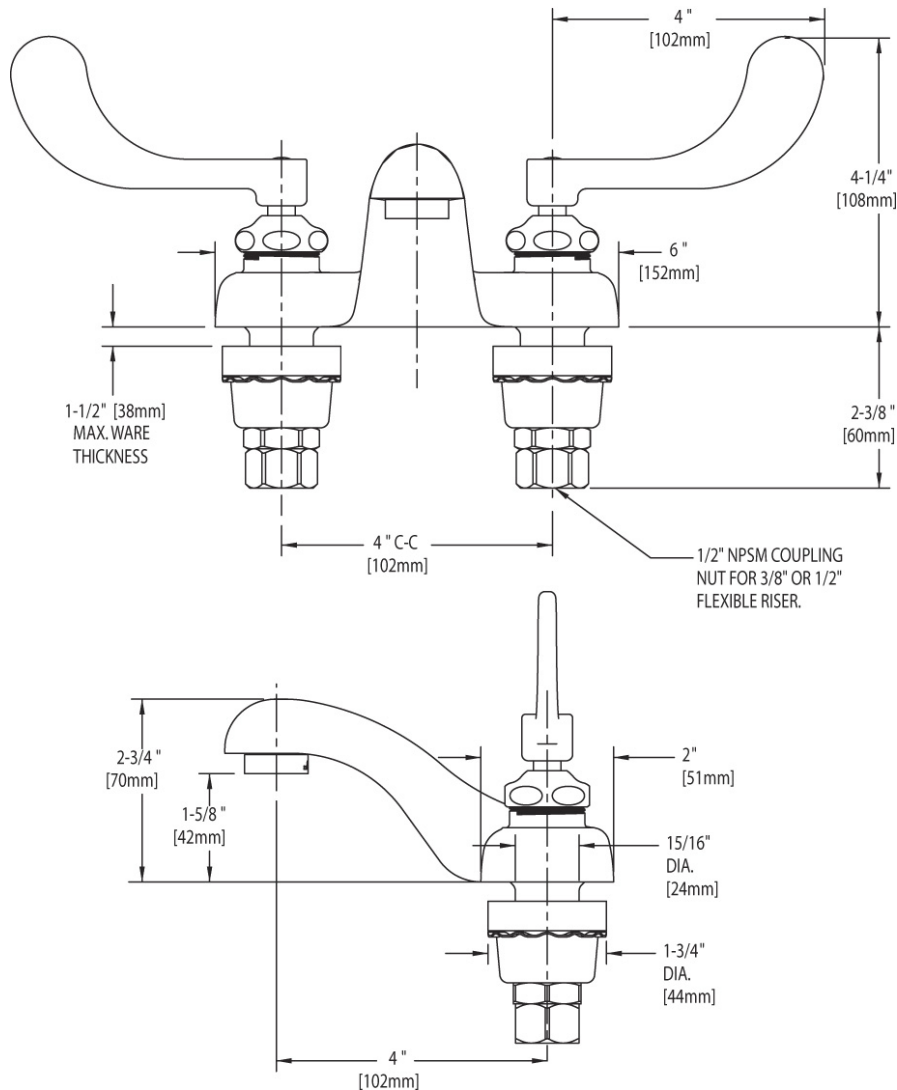 4 "
[102mm]
4-1/4"
[108mm]
6 "
[152mm]
1-1/2" [38mm]
MAX. WARE
THICKNESS
2-3/8 "
[60mm]
4 " C-C
[102mm]
1/2" NPSM COUPLING
NUT FOR 3/8" OR 1/2"
FLEXIBLE RISER.
2-3/4 "
[70mm]
1-5/8 "
[42mm]
2"
[51mm]
15/16"
DIA.
[24mm]
1-3/4"
DIA.
[44mm]
4 "
[102mm]